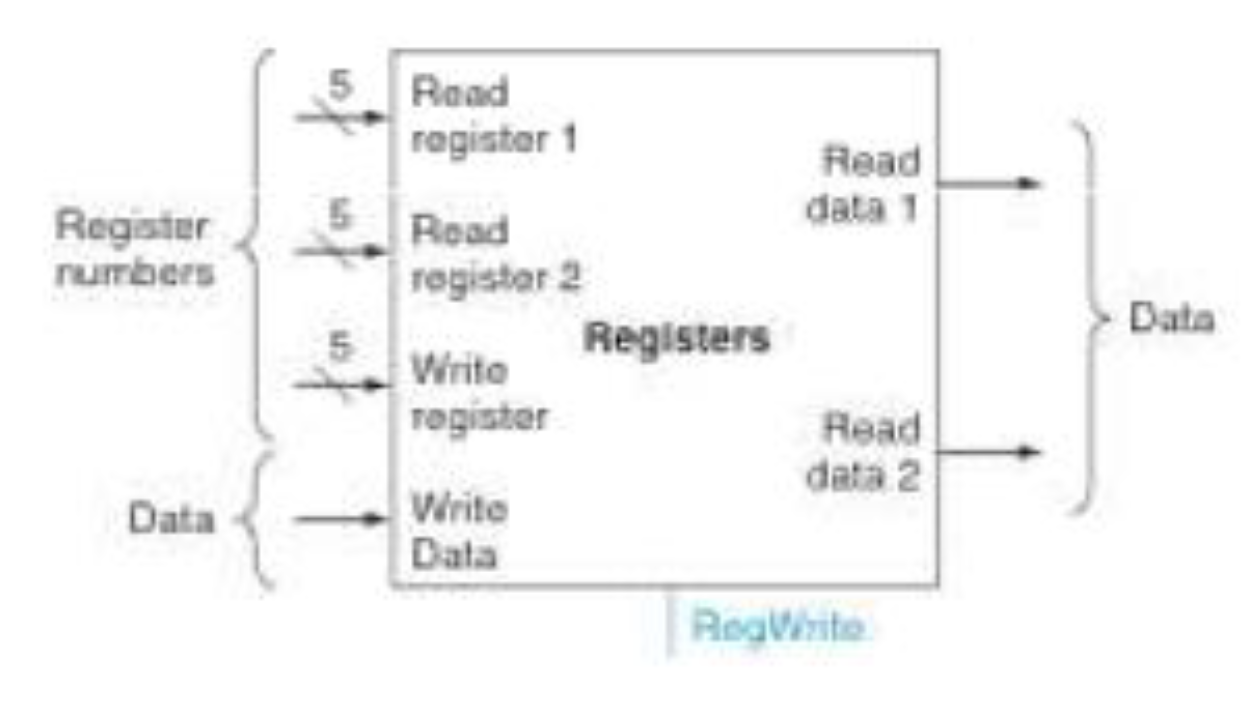 Register
numbers
Data
5
5
5
Read
register 1
Read
register 2
Write
register
Write
Data
Registers
Read
data 1
Read
data 2
Data
RegWrite